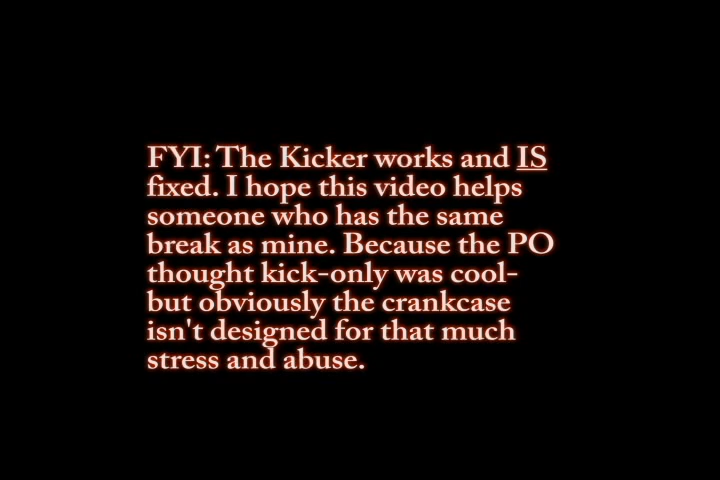 FYI: The Kicker works and IS
fixed. I hope this video helps
someone who has the same
break as mine. Because the PO
thought kick-only was cool-
but obviously the crankcase
isn't designed for that much
stress and abuse.